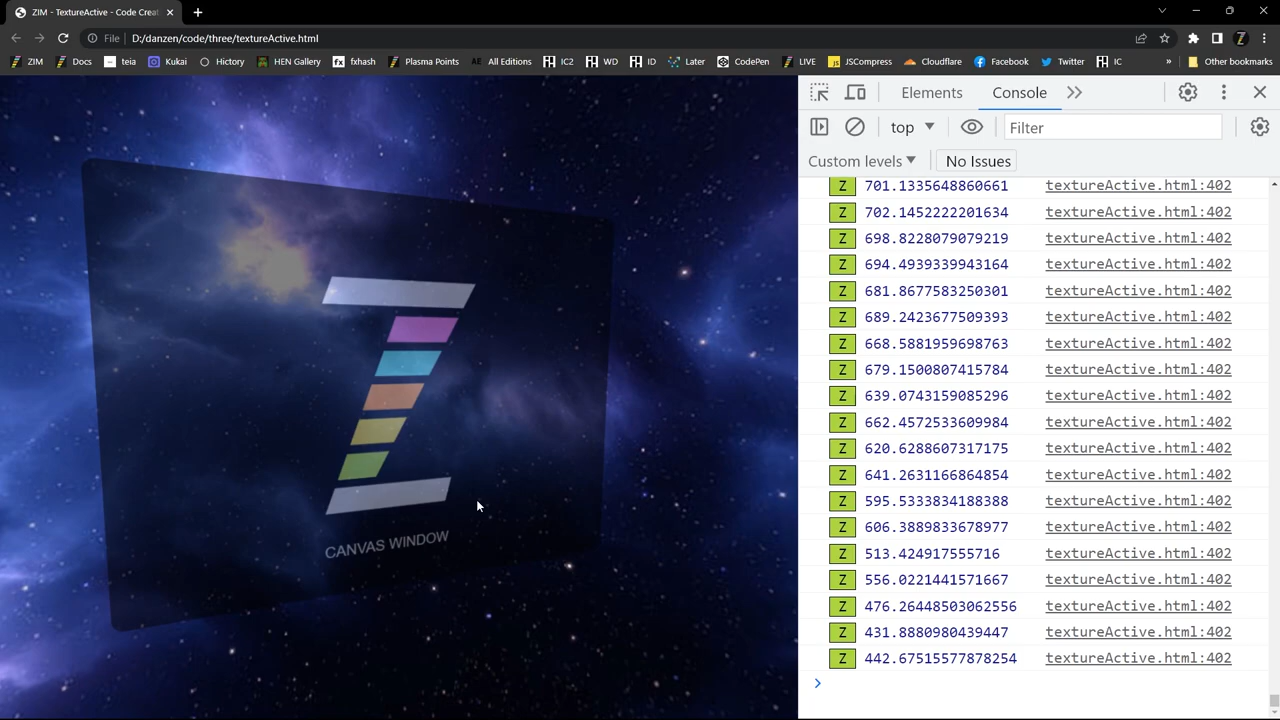 ZIM - TextureActive - Code Creat
File D:/danzen/code/three/textureActive.html
ZIM Docs teia Kukai History HEN Gallery fxhash Plasma Points All Editions IC2 WD ID Later CodePen LIVE JSCompress Cloudflare Facebook Twitter IC » Other bookmarks
Elements Console
top Filter
Custom levels No Issues
Z 701.1335648860661 textureActive.html:402
Z 702.1452222201634 textureActive.html:402
Z 698.8228079079219 textureActive.html:402
Z 694.4939339943164 textureActive.html:402
Z 681.8677583250301 textureActive.html:402
Z 689.2423677509393 textureActive.html:402
Z 668.5881959698763 textureActive.html:402
Z 679.1500807415784 textureActive.html:402
Z 639.0743159085296 textureActive.html:402
Z 662.4572533609984 textureActive.html:402
Z 620.6288607317175 textureActive.html:402
Z 641.2631166864854 textureActive.html:402
Z 595.5333834188388 textureActive.html:402
Z 606.3889833678977 textureActive.html:402
Z 513.424917555716 textureActive.html:402
Z 556.0221441571667 textureActive.html:402
Z 476.26448503062556 textureActive.html:402
Z 431.8880980439447 textureActive.html:402
Z 442.67515577878254 textureActive.html:402
CANVAS WINDOW